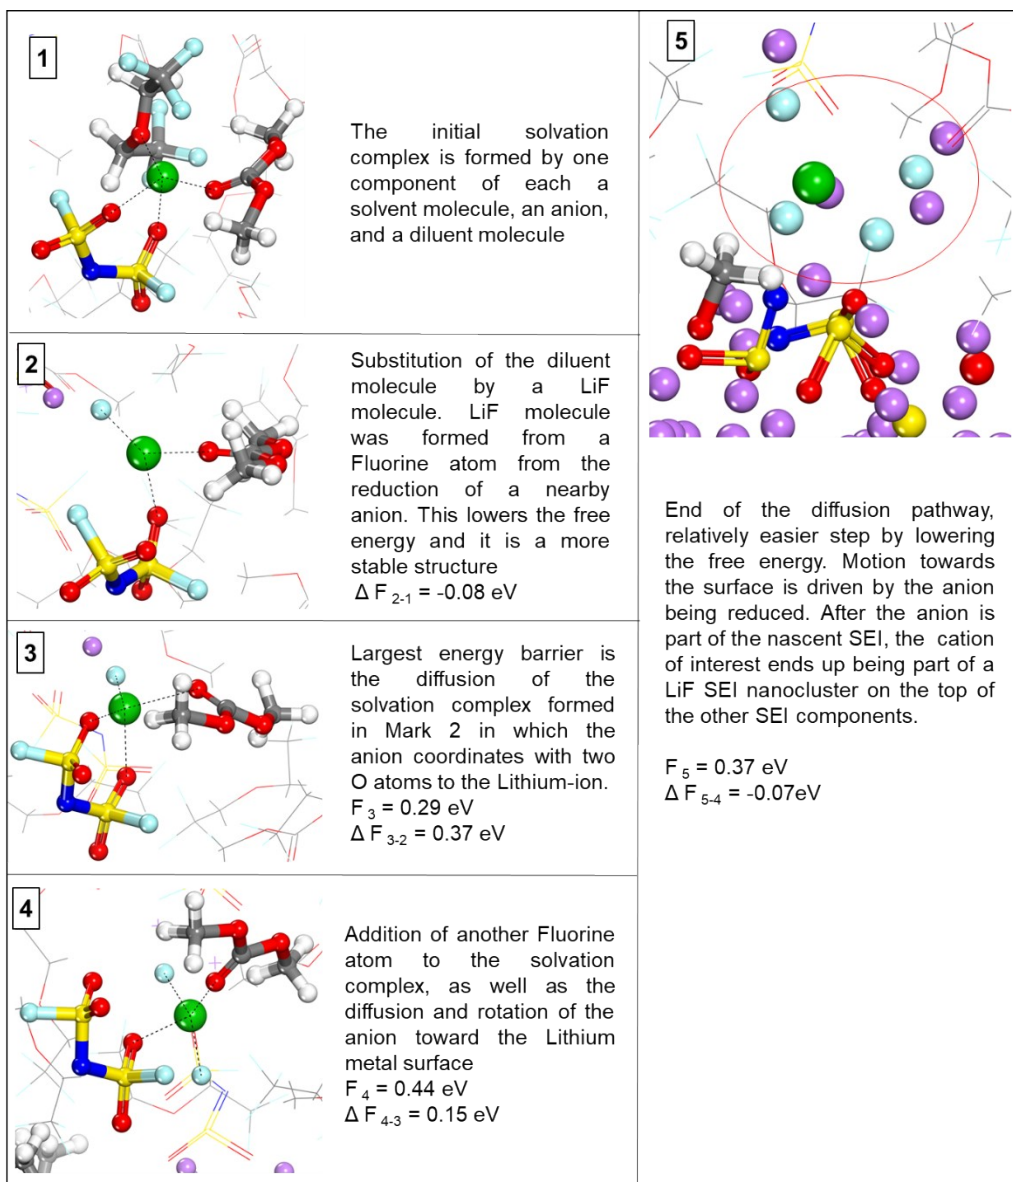 1
The initial solvation
complex is formed by one
component of each a
solvent molecule, an anion,
and a diluent molecule
2
Substitution of the diluent
molecule by a LiF
molecule. LiF molecule
was formed from a
Fluorine atom from the
reduction of a nearby
anion. This lowers the free
energy and it is a more
stable structure
Δ F 2-1 = -0.08 eV
3
Largest energy barrier is
the diffusion of the
solvation complex formed
in Mark 2 in which the
anion coordinates with two
O atoms to the Lithium-ion.
F 3 = 0.29 eV
Δ F 3-2 = 0.37 eV
4
Addition of another Fluorine
atom to the solvation
complex, as well as the
diffusion and rotation of the
anion toward the Lithium
metal surface
F 4 = 0.44 eV
Δ F 4-3 = 0.15 eV
5
End of the diffusion pathway,
relatively easier step by lowering
the free energy. Motion towards
the surface is driven by the anion
being reduced. After the anion is
part of the nascent SEI, the cation
of interest ends up being part of a
LiF SEI nanocluster on the top of
the other SEI components.
F 5 = 0.37 eV
Δ F 5-4 = -0.07eV